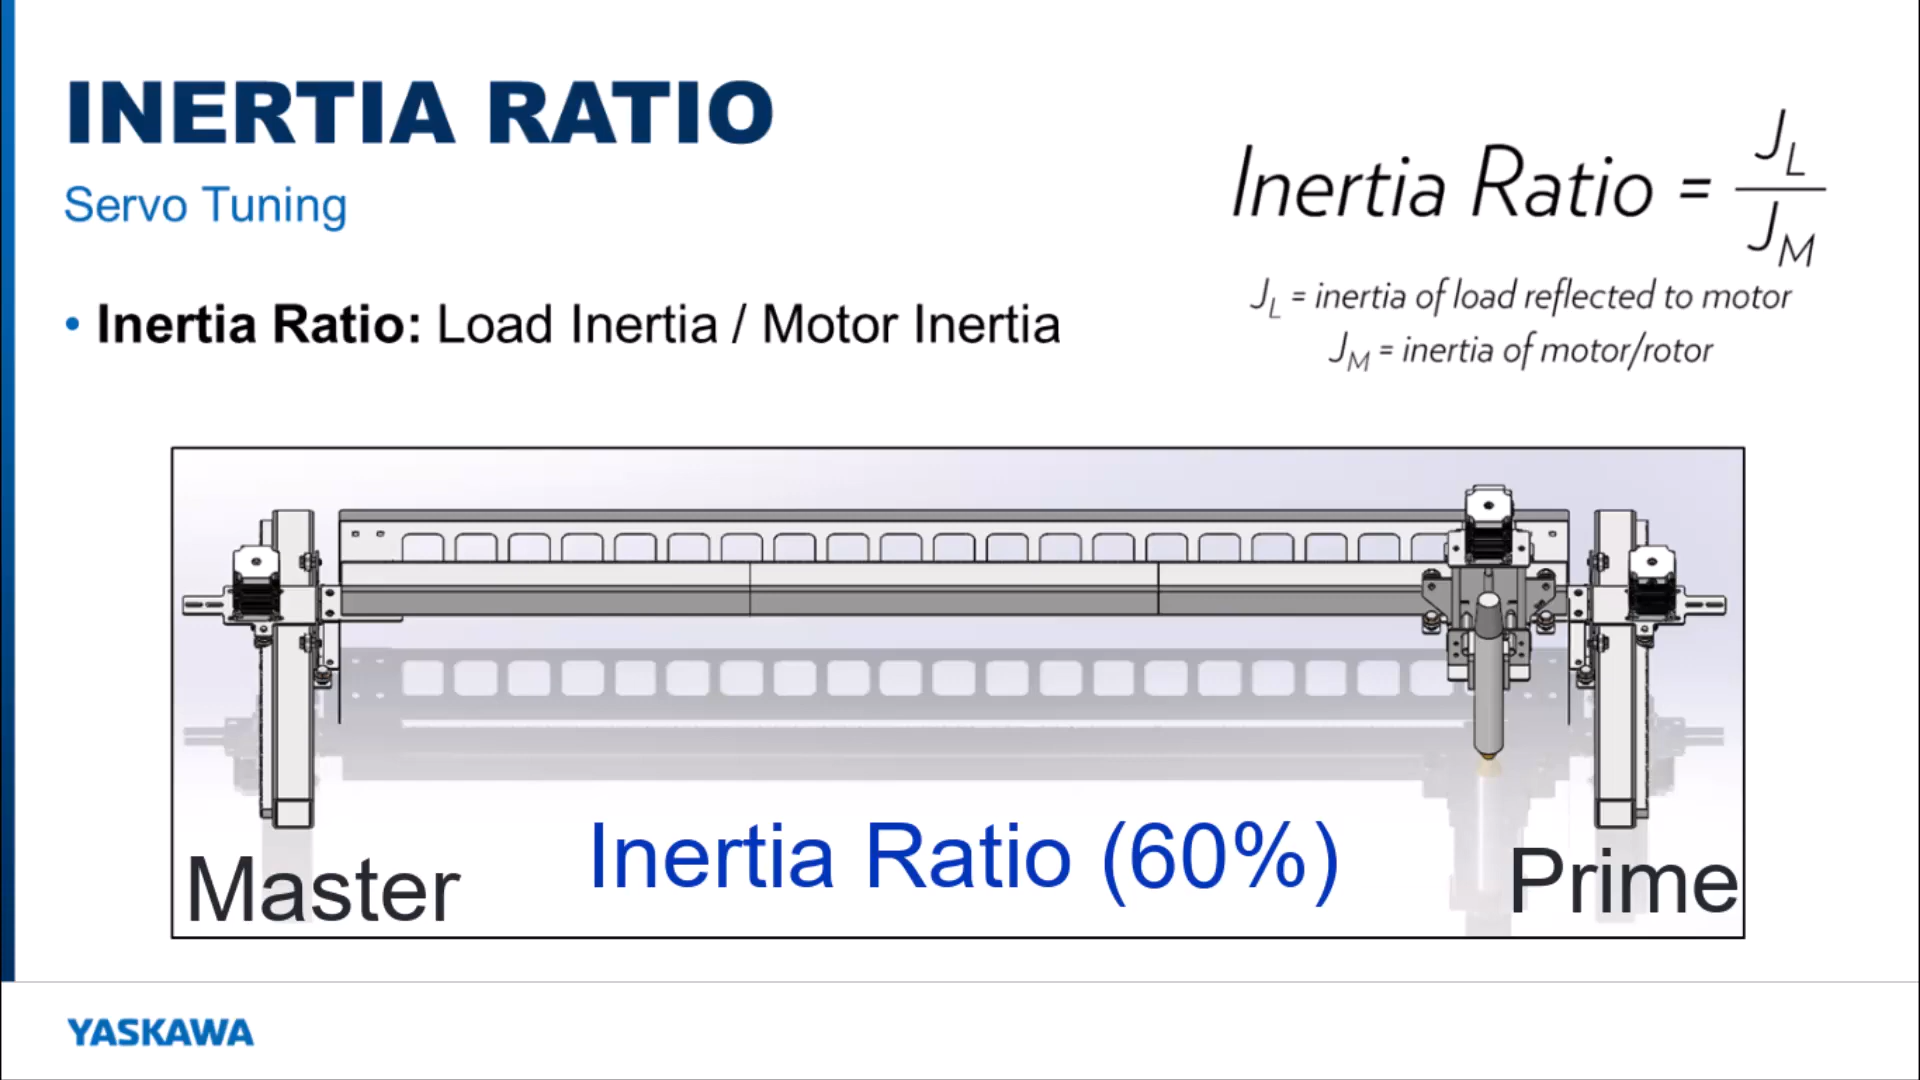 INERTIA RATIO
Servo Tuning
• Inertia Ratio: Load Inertia / Motor Inertia
Inertia Ratio = J_L / J_M
J_L = inertia of load reflected to motor
J_M = inertia of motor/rotor
Master
Inertia Ratio (60%)
Prime
YASKAWA